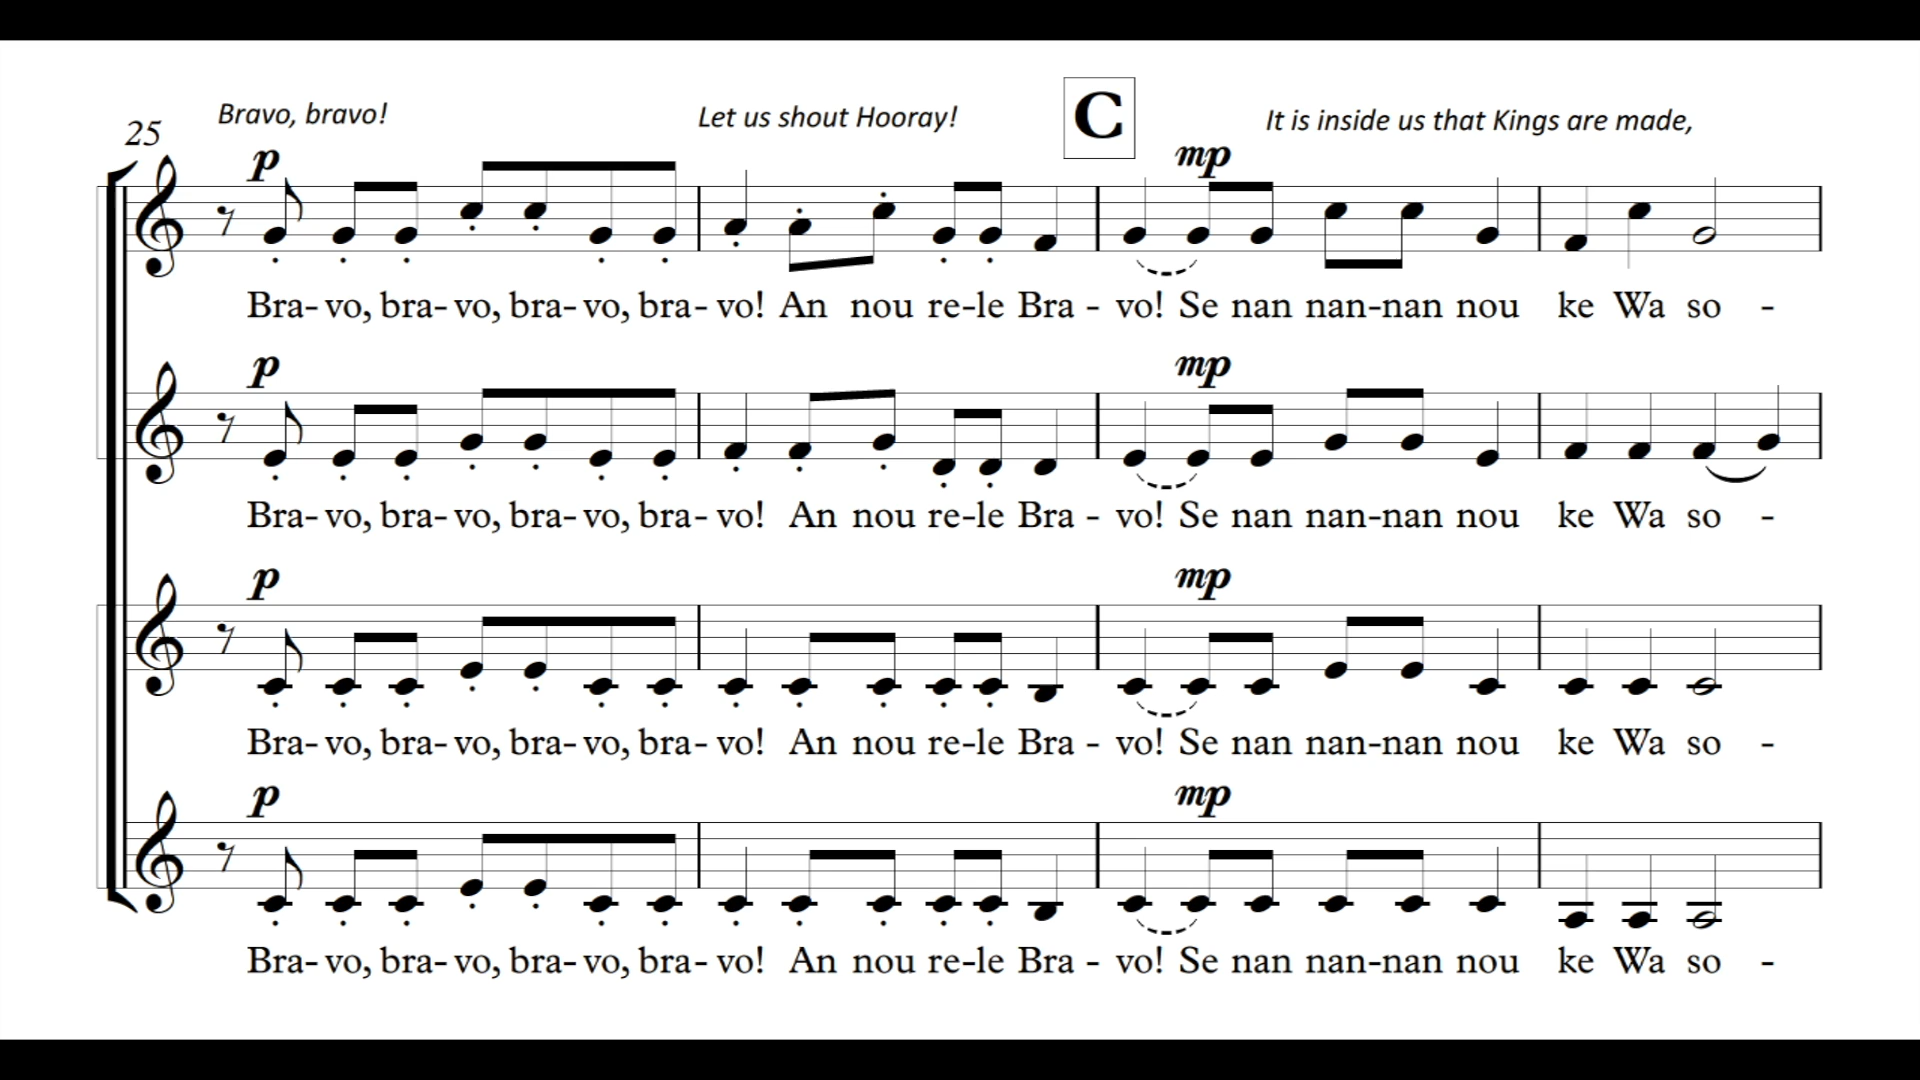 Bravo, bravo!
Let us shout Hooray!
C
It is inside us that Kings are made,
25
p
mp
Bra- vo, bra- vo, bra- vo, bra- vo! An nou re-le Bra - vo! Se nan nan-nan nou ke Wa so -
p
mp
Bra- vo, bra- vo, bra- vo, bra- vo! An nou re-le Bra - vo! Se nan nan-nan nou ke Wa so -
p
mp
Bra- vo, bra- vo, bra- vo, bra- vo! An nou re-le Bra - vo! Se nan nan-nan nou ke Wa so -
p
mp
Bra- vo, bra- vo, bra- vo, bra- vo! An nou re-le Bra - vo! Se nan nan-nan nou ke Wa so -